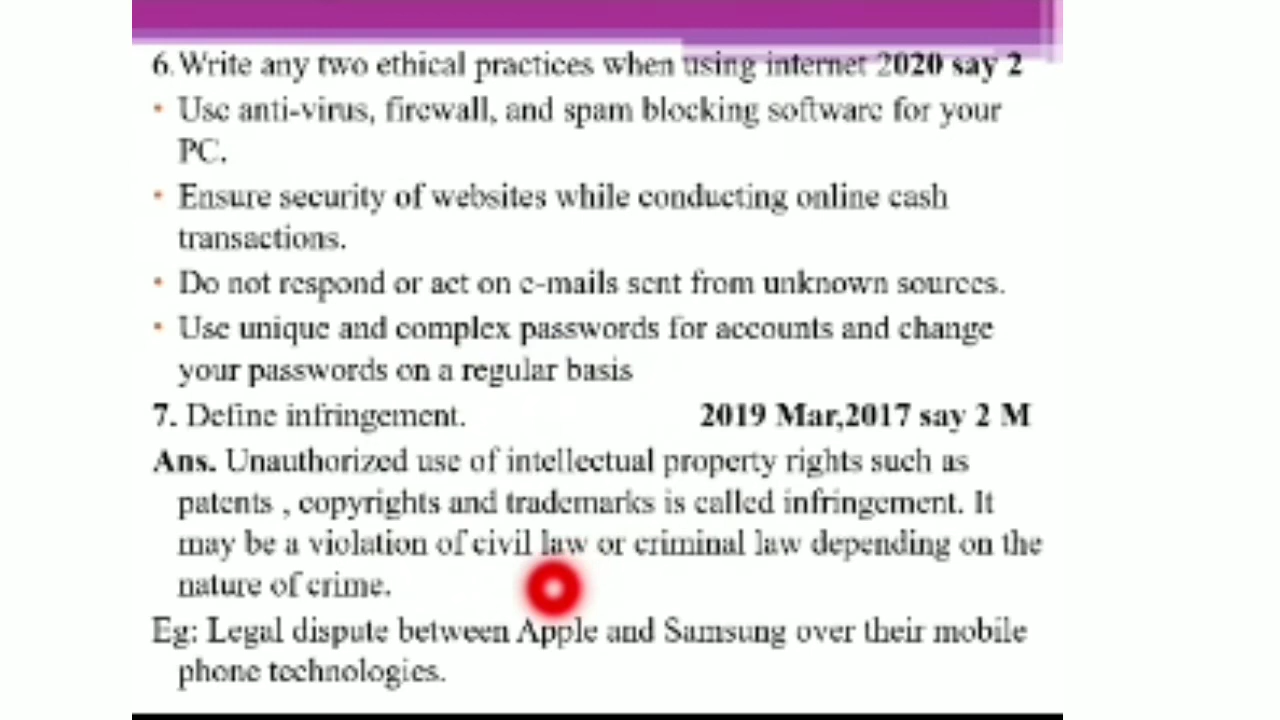 6. Write any two ethical practices when using internet 2020 say 2
• Use anti-virus, firewall, and spam blocking software for your
PC.
• Ensure security of websites while conducting online cash
transactions.
• Do not respond or act on e-mails sent from unknown sources.
• Use unique and complex passwords for accounts and change
your passwords on a regular basis
7. Define infringement. 2019 Mar,2017 say 2 M
Ans. Unauthorized use of intellectual property rights such as
patents , copyrights and trademarks is called infringement. It
may be a violation of civil law or criminal law depending on the
nature of crime.
Eg: Legal dispute between Apple and Samsung over their mobile
phone technologies.